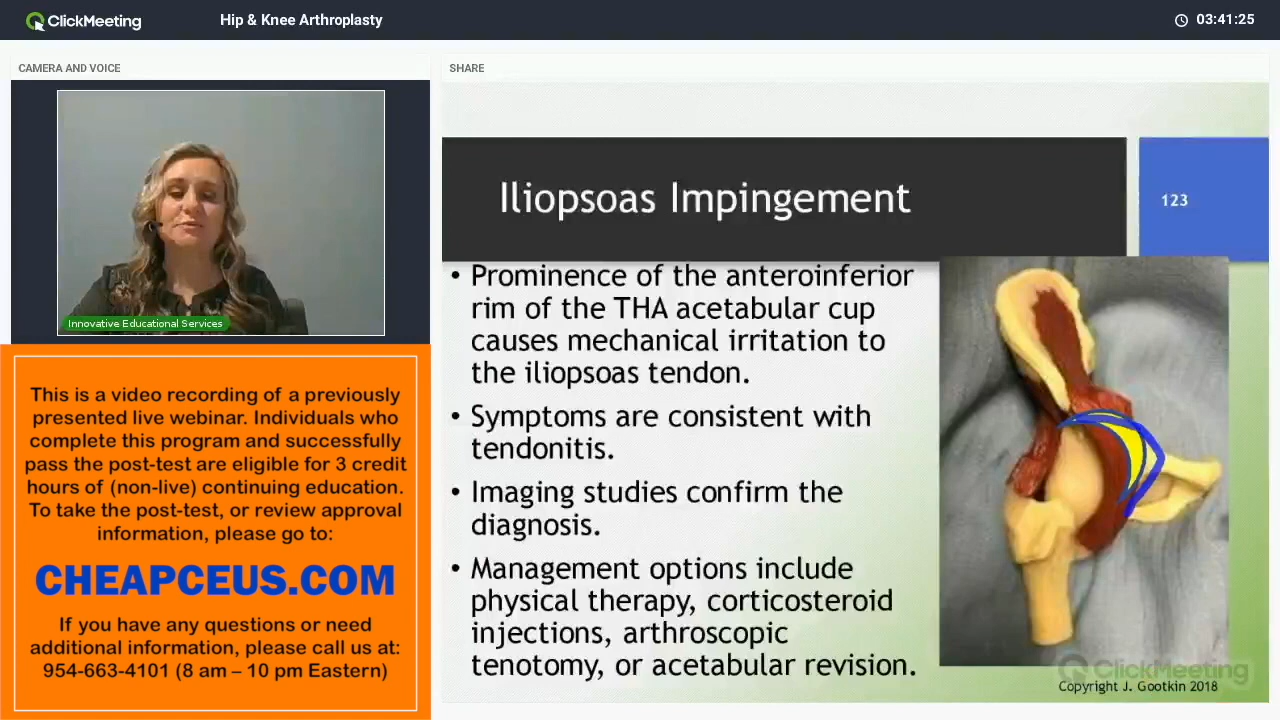 ClickMeeting
Hip & Knee Arthroplasty
03:41:25
CAMERA AND VOICE
SHARE
Innovative Educational Services
This is a video recording of a previously
presented live webinar. Individuals who
complete this program and successfully
pass the post-test are eligible for 3 credit
hours of (non-live) continuing education.
To take the post-test, or review approval
information, please go to:
CHEAPCEUS.COM
If you have any questions or need
additional information, please call us at:
954-663-4101 (8 am – 10 pm Eastern)
Iliopsoas Impingement
123
• Prominence of the anteroinferior
rim of the THA acetabular cup
causes mechanical irritation to
the iliopsoas tendon.
• Symptoms are consistent with
tendonitis.
• Imaging studies confirm the
diagnosis.
• Management options include
physical therapy, corticosteroid
injections, arthroscopic
tenotomy, or acetabular revision.
ClickMeeting
Copyright J. Gootkin 2018